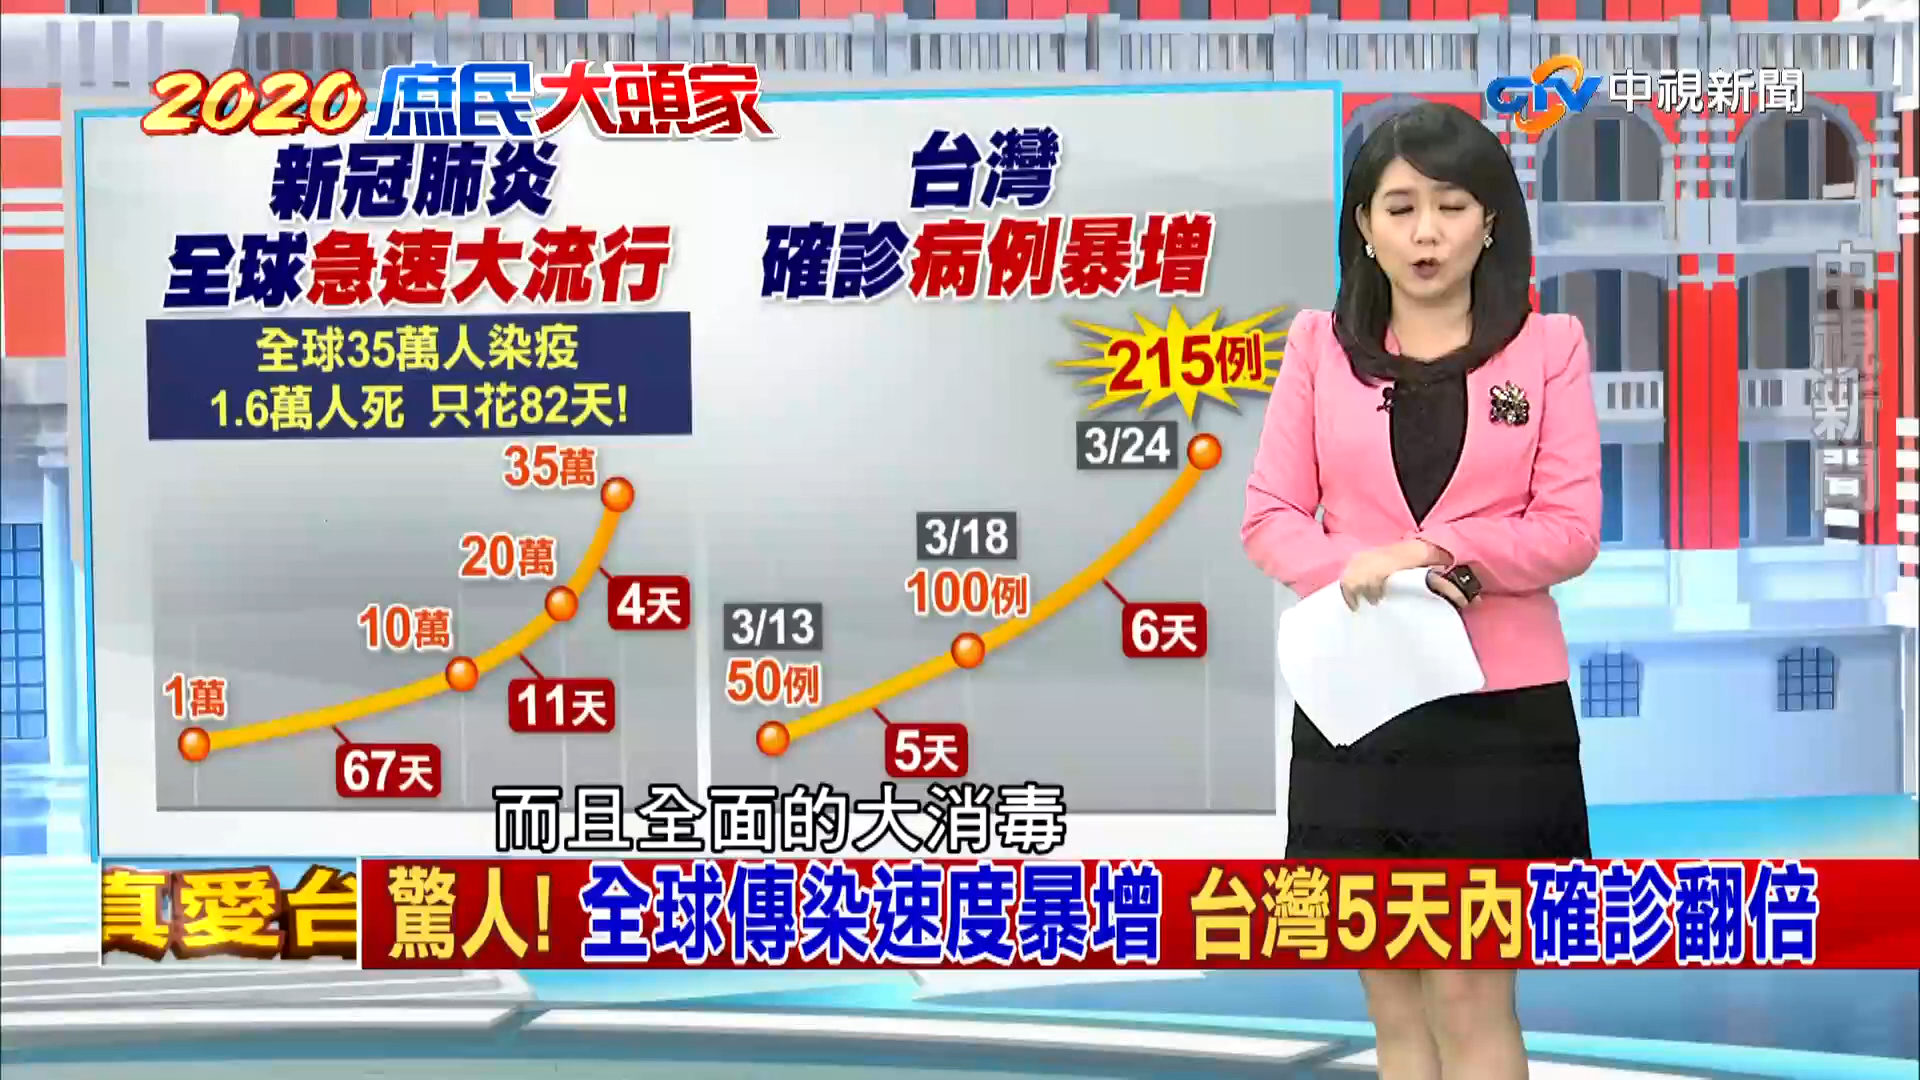 2020庶民大頭家
CTV中視新聞
新冠肺炎
全球急速大流行
全球35萬人染疫
1.6萬人死 只花82天!
35萬
20萬
10萬
1萬
4天
11天
67天
台灣
確診病例暴增
215例
3/24
3/18
100例
3/13
50例
6天
5天
中視新聞
而且全面的大消毒
真愛台
驚人! 全球傳染速度暴增 台灣5天內確診翻倍